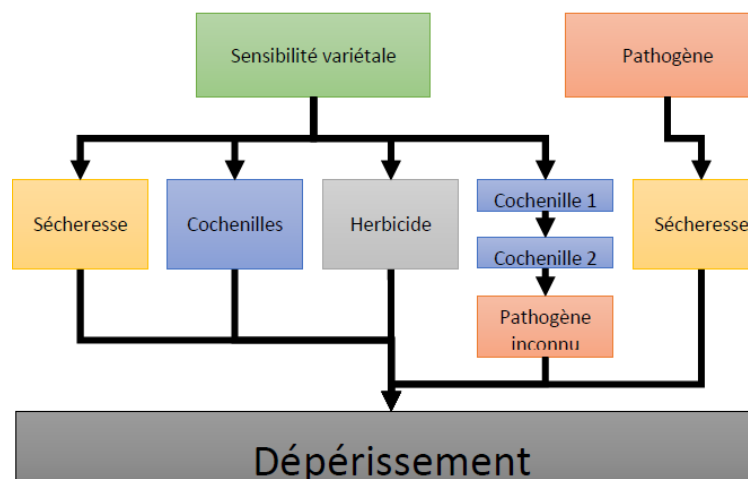 Sensibilité variétale
Pathogène
Sécheresse
Cochenilles
Herbicide
Cochenille 1
Cochenille 2
Pathogène
inconnu
Sécheresse
Dépérissement